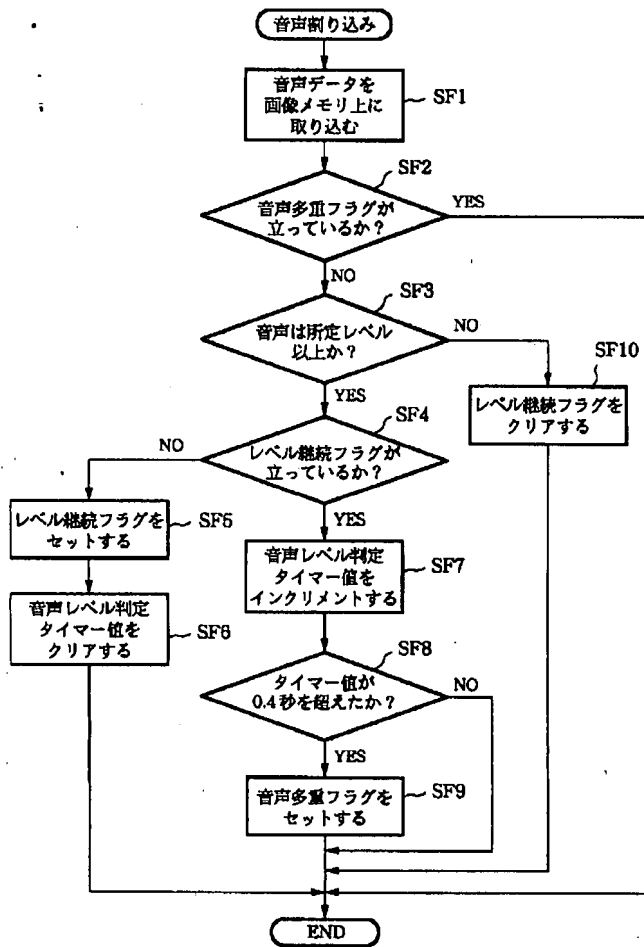 音声割り込み
音声データを
画像メモリ上に
取り込む
SF1
SF2
音声多重フラグが
立っているか?
YES
NO
SF3
音声は所定レベル
以上か?
NO
SF10
レベル継続フラグを
クリアする
YES
SF4
NO
レベル継続フラグが
立っているか?
レベル継続フラグを
セットする
SF5
YES
音声レベル判定
タイマー値を
インクリメントする
SF7
音声レベル判定
タイマー値を
クリアする
SF6
SF8
タイマー値が
0.4秒を超えたか?
NO
YES
音声多重フラグを
セットする
SF9
END